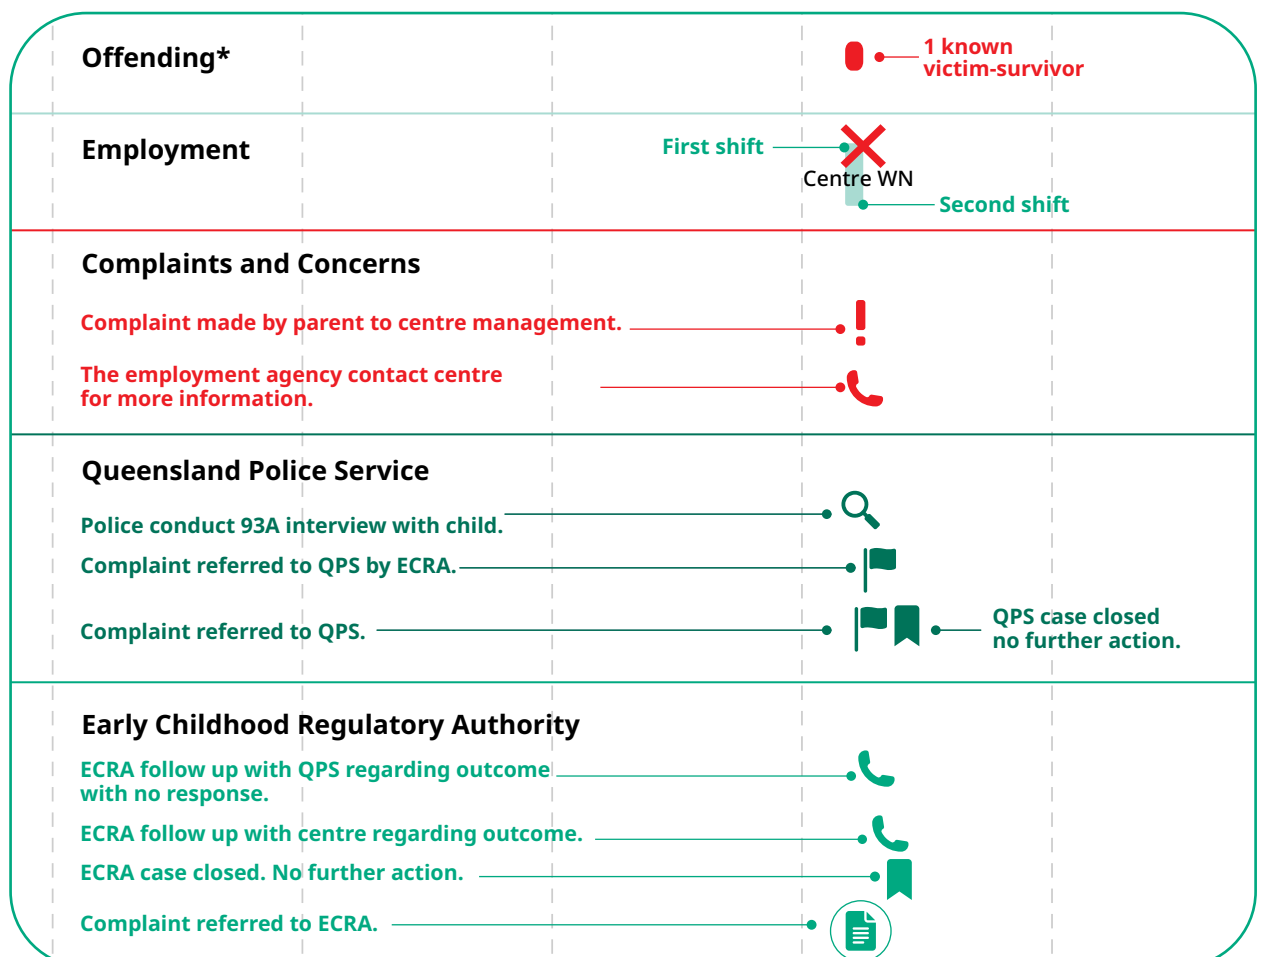 Offending*
1 known
victim-survivor
Employment
First shift
Centre WN
Second shift
Complaints and Concerns
Complaint made by parent to centre management.
The employment agency contact centre
for more information.
Queensland Police Service
Police conduct 93A interview with child.
Complaint referred to QPS by ECRA.
Complaint referred to QPS.
QPS case closed
no further action.
Early Childhood Regulatory Authority
ECRA follow up with QPS regarding outcome
with no response.
ECRA follow up with centre regarding outcome.
ECRA case closed. No further action.
Complaint referred to ECRA.